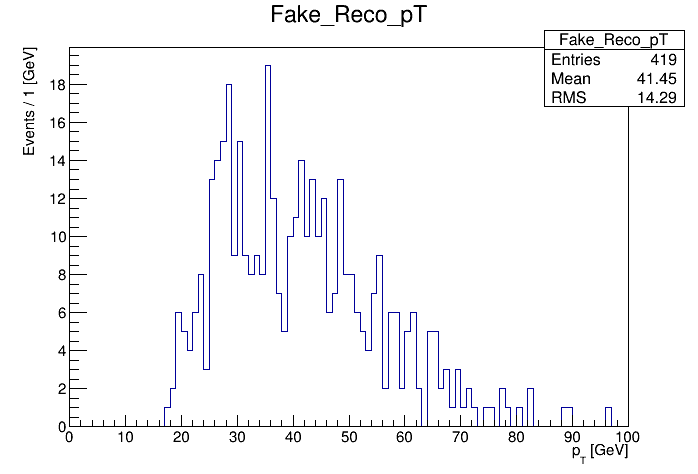 Fake_Reco_pT
Fake_Reco_pT
Entries 419
Mean 41.45
RMS 14.29
Events / 1 [GeV]
18
16
14
12
10
8
6
4
2
0
0 10 20 30 40 50 60 70 80 90 100
p_T [GeV]